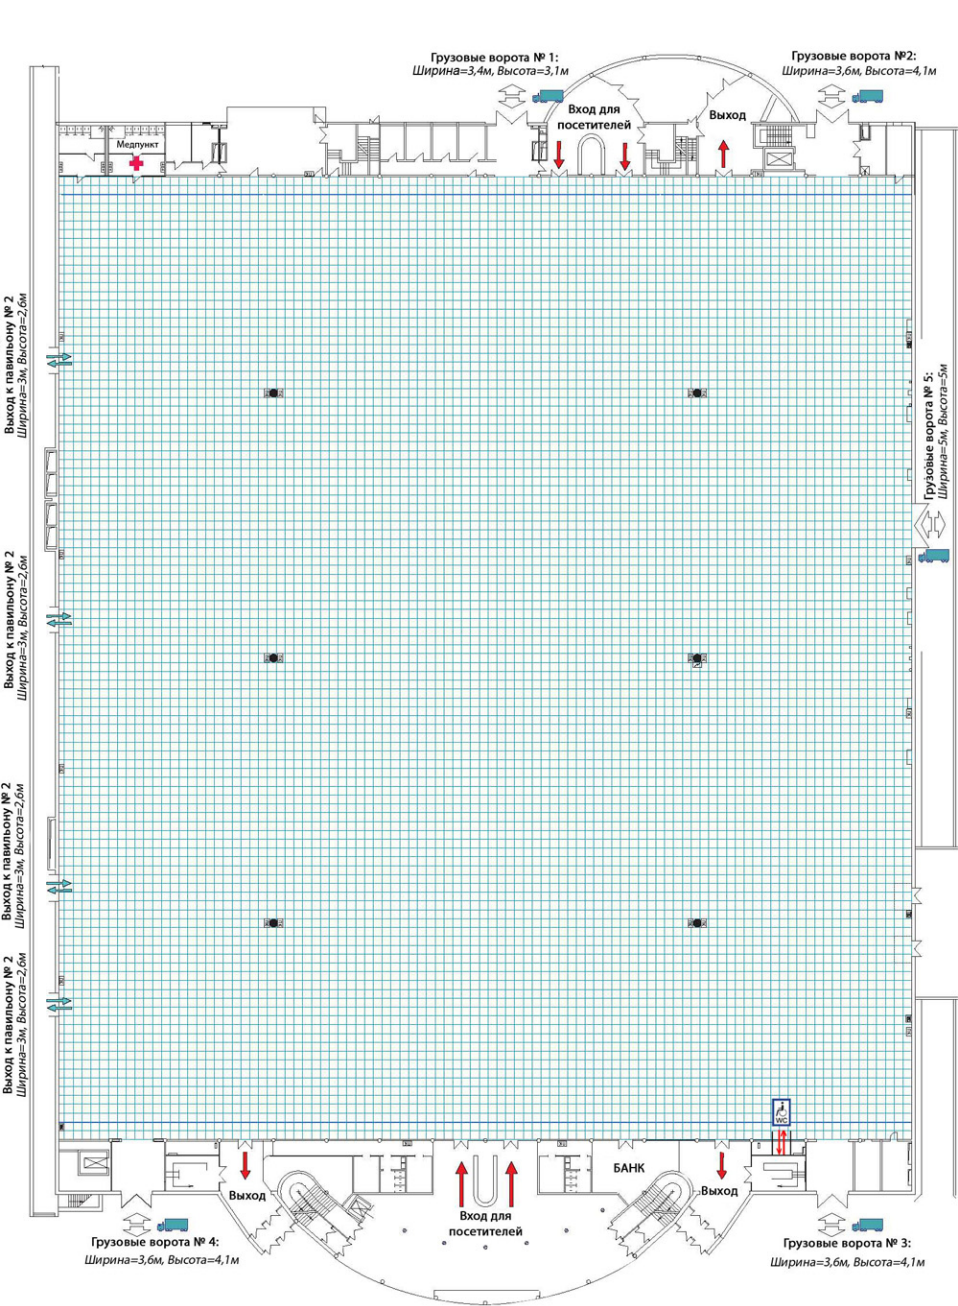 Грузовые ворота № 1:
Ширина=3,4м, Высота=3,1м
Грузовые ворота №2:
Ширина=3,6м, Высота=4,1м
Вход для
посетителей
Выход
Медпункт
Выход к павильону № 2
Ширина=3м, Высота=2,6м
Грузовые ворота № 5:
Ширина=5м, Высота=5м
Выход к павильону № 2
Ширина=3м, Высота=2,6м
Выход к павильону № 2
Ширина=3м, Высота=2,6м
Выход к павильону № 2
Ширина=3м, Высота=2,6м
WC
БАНК
Выход
Выход
Вход для
посетителей
Грузовые ворота № 4:
Ширина=3,6м, Высота=4,1м
Грузовые ворота № 3:
Ширина=3,6м, Высота=4,1м